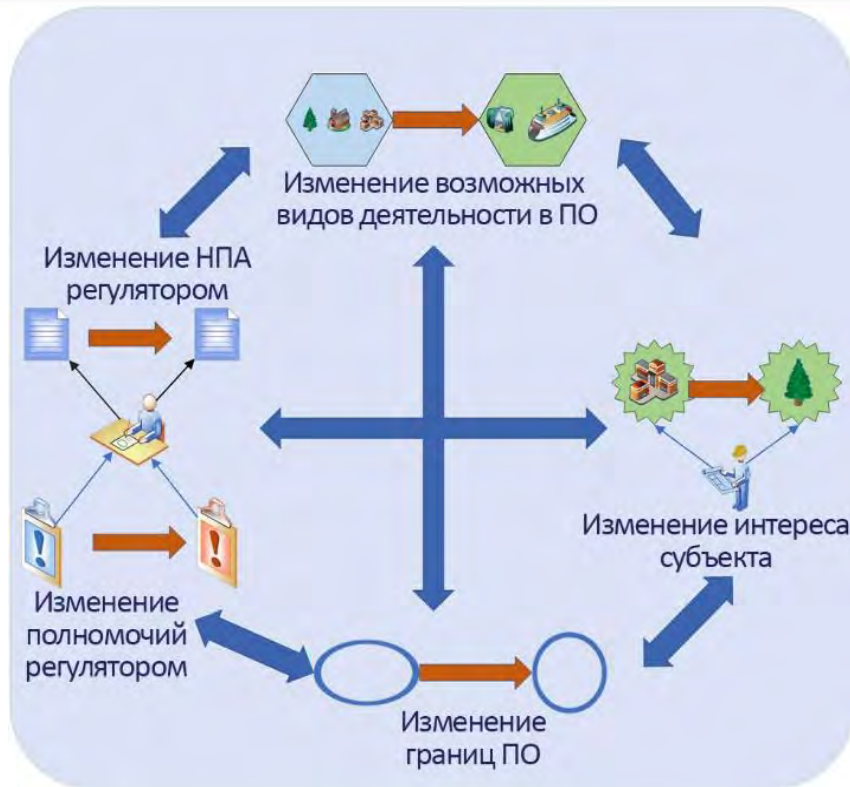 Изменение возможных
видов деятельности в ПО
Изменение НПА
регулятором
Изменение интереса
субъекта
Изменение
полномочий
регулятором
Изменение
границ ПО